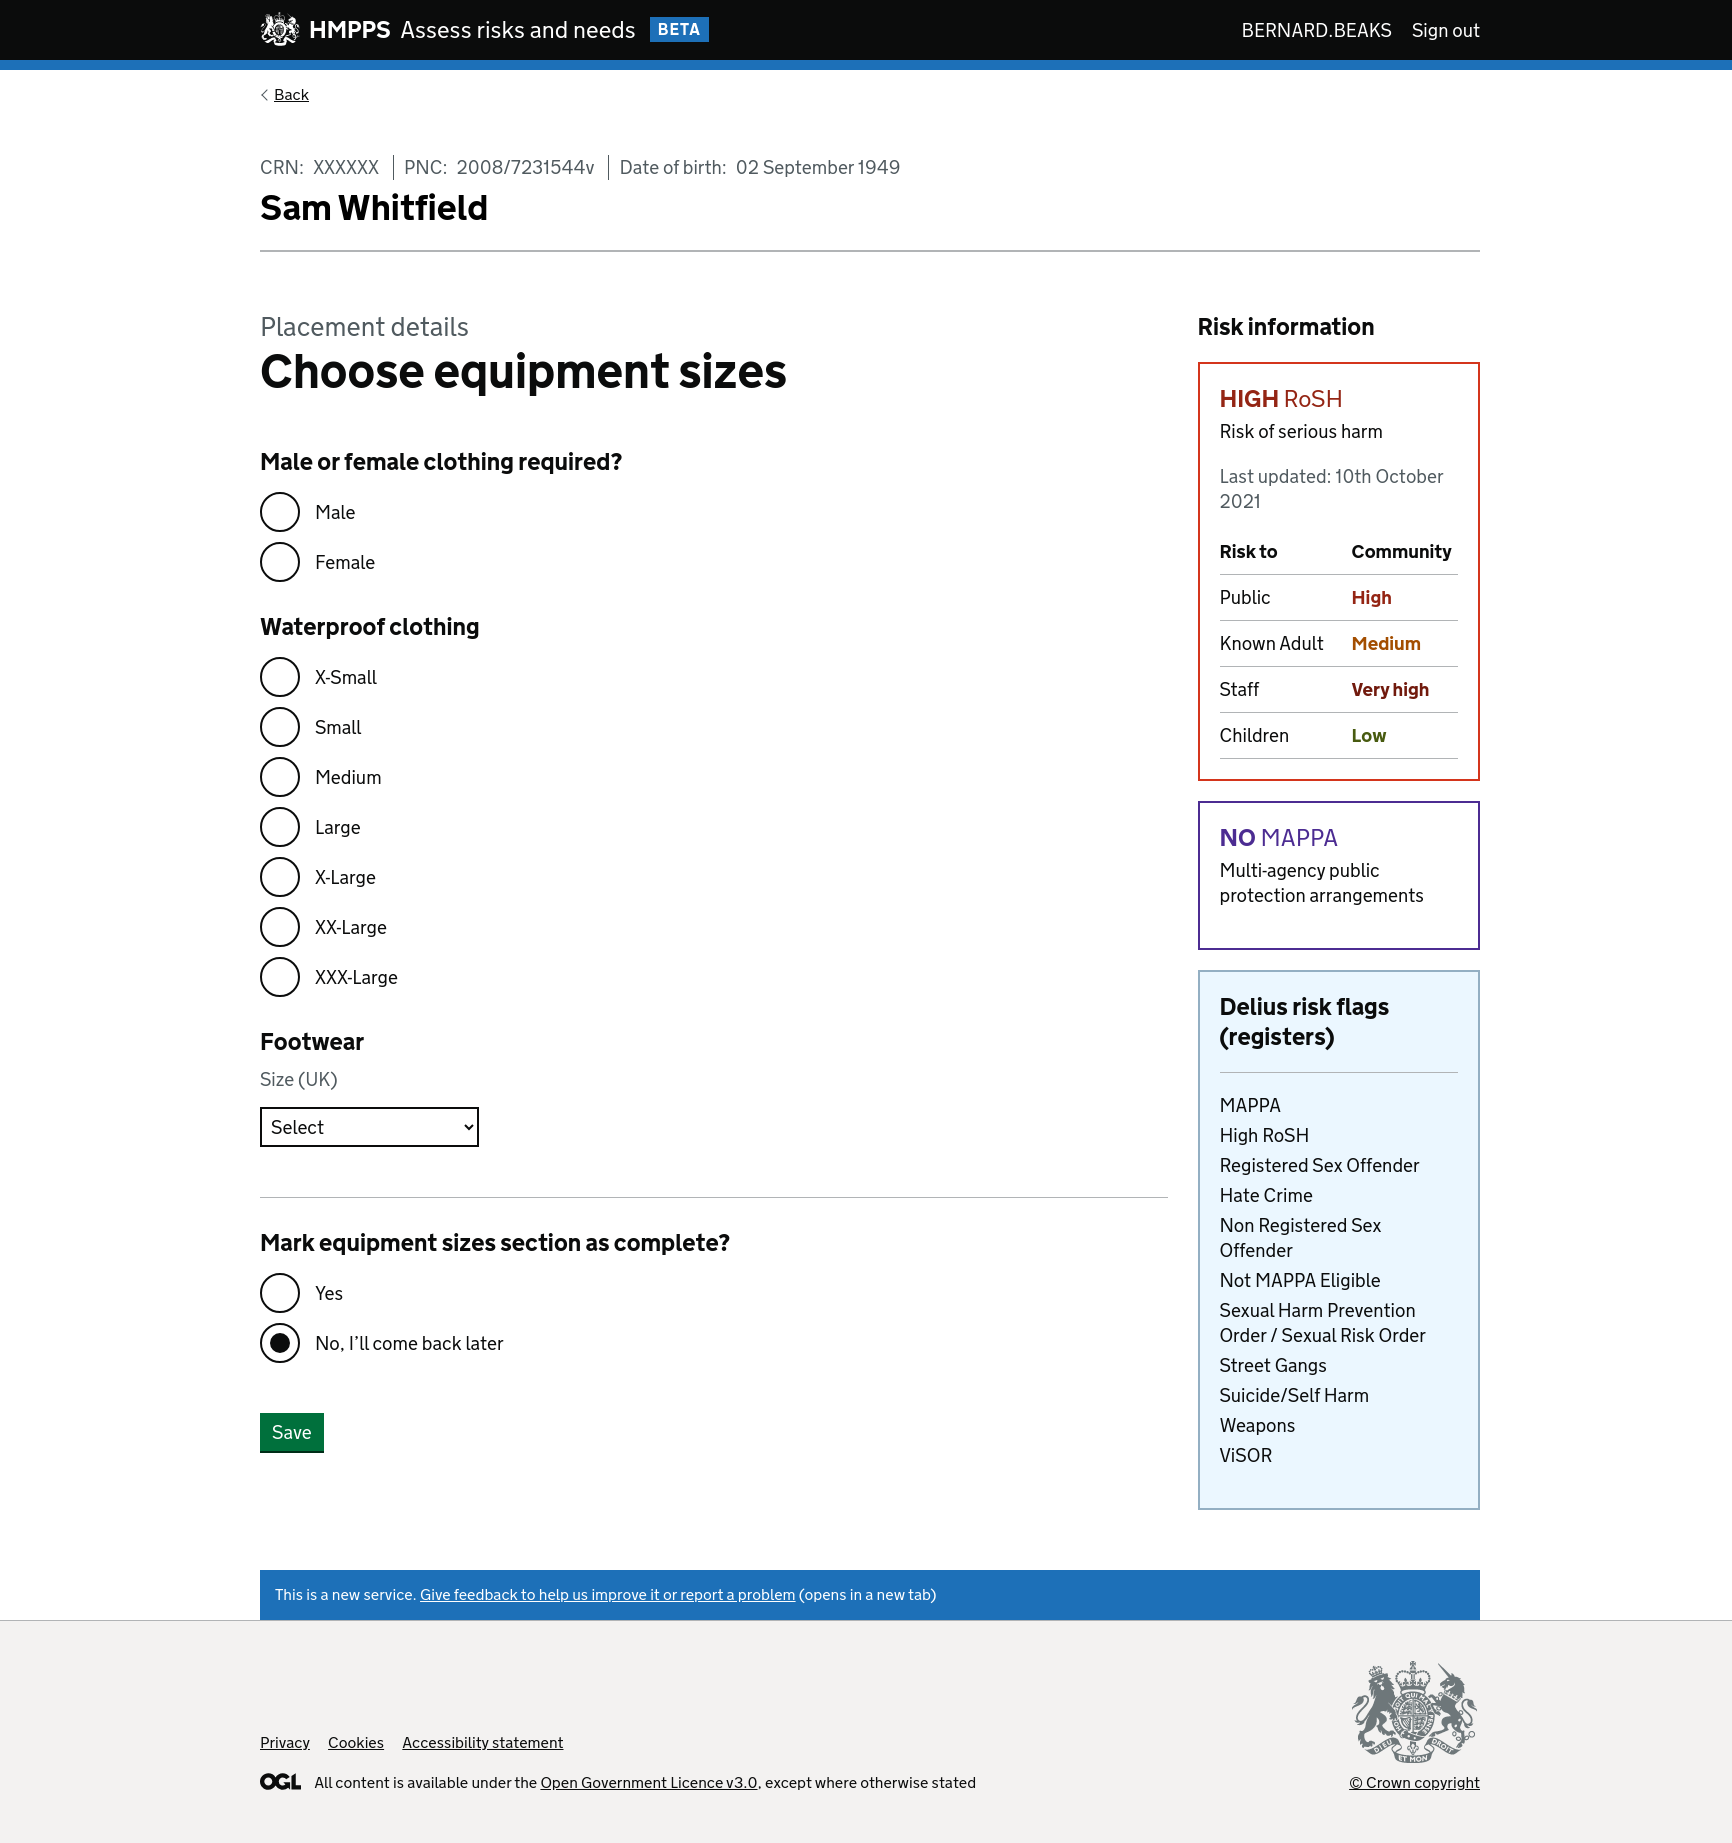 HMPPS Assess risks and needs BETA BERNARD.BEAKS Sign out
Back
CRN: XXXXXX PNC: 2008/7231544v Date of birth: 02 September 1949
Sam Whitfield
Placement details
Choose equipment sizes
Male or female clothing required?
Male
Female
Waterproof clothing
X-Small
Small
Medium
Large
X-Large
XX-Large
XXX-Large
Footwear
Size (UK)
Select
Mark equipment sizes section as complete?
Yes
No, I’ll come back later
Save
Risk information
HIGH RoSH
Risk of serious harm
Last updated: 10th October
2021
Risk to Community
Public High
Known Adult Medium
Staff Very high
Children Low
NO MAPPA
Multi-agency public
protection arrangements
Delius risk flags
(registers)
MAPPA
High RoSH
Registered Sex Offender
Hate Crime
Non Registered Sex
Offender
Not MAPPA Eligible
Sexual Harm Prevention
Order / Sexual Risk Order
Street Gangs
Suicide/Self Harm
Weapons
ViSOR
This is a new service. Give feedback to help us improve it or report a problem (opens in a new tab)
Privacy Cookies Accessibility statement
OGL All content is available under the Open Government Licence v3.0, except where otherwise stated
DIEU ET MON DROIT
© Crown copyright